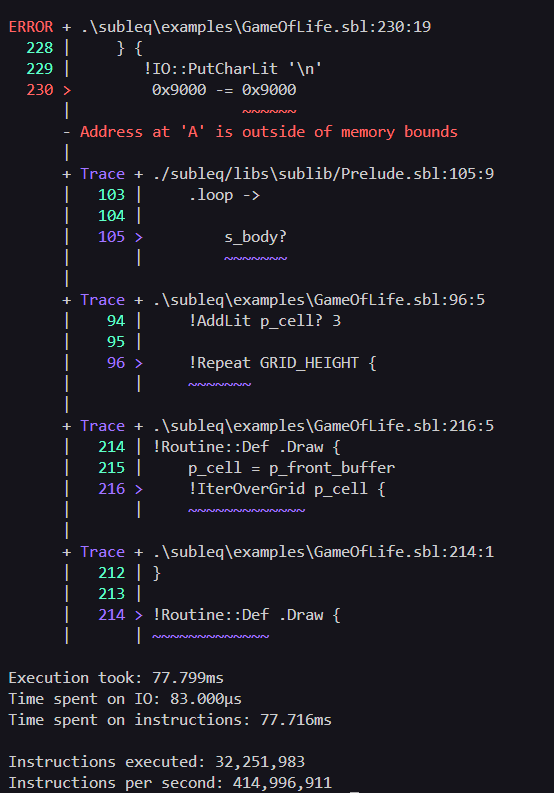 ERROR + .\subleq\examples\GameOfLife.sbl:230:19
228 |     } {
229 |        !IO::PutCharLit '\n'
230 >         0x9000 -= 0x9000
|                   ~~~~~~
- Address at 'A' is outside of memory bounds
|
+ Trace + ./subleq/libs\sublib/Prelude.sbl:105:9
|   103 |     .loop ->
|   104 |
|   105 >         s_body?
|       |         ~~~~~~~
|
+ Trace + .\subleq\examples\GameOfLife.sbl:96:5
|    94 |     !AddLit p_cell? 3
|    95 |
|    96 >     !Repeat GRID_HEIGHT {
|       |     ~~~~~~~
|
+ Trace + .\subleq\examples\GameOfLife.sbl:216:5
|   214 | !Routine::Def .Draw {
|   215 |     p_cell = p_front_buffer
|   216 >     !IterOverGrid p_cell {
|       |     ~~~~~~~~~~~~~
|
+ Trace + .\subleq\examples\GameOfLife.sbl:214:1
|   212 | }
|   213 |
|   214 > !Routine::Def .Draw {
|       | ~~~~~~~~~~~~~
Execution took: 77.799ms
Time spent on IO: 83.000µs
Time spent on instructions: 77.716ms
Instructions executed: 32,251,983
Instructions per second: 414,996,911